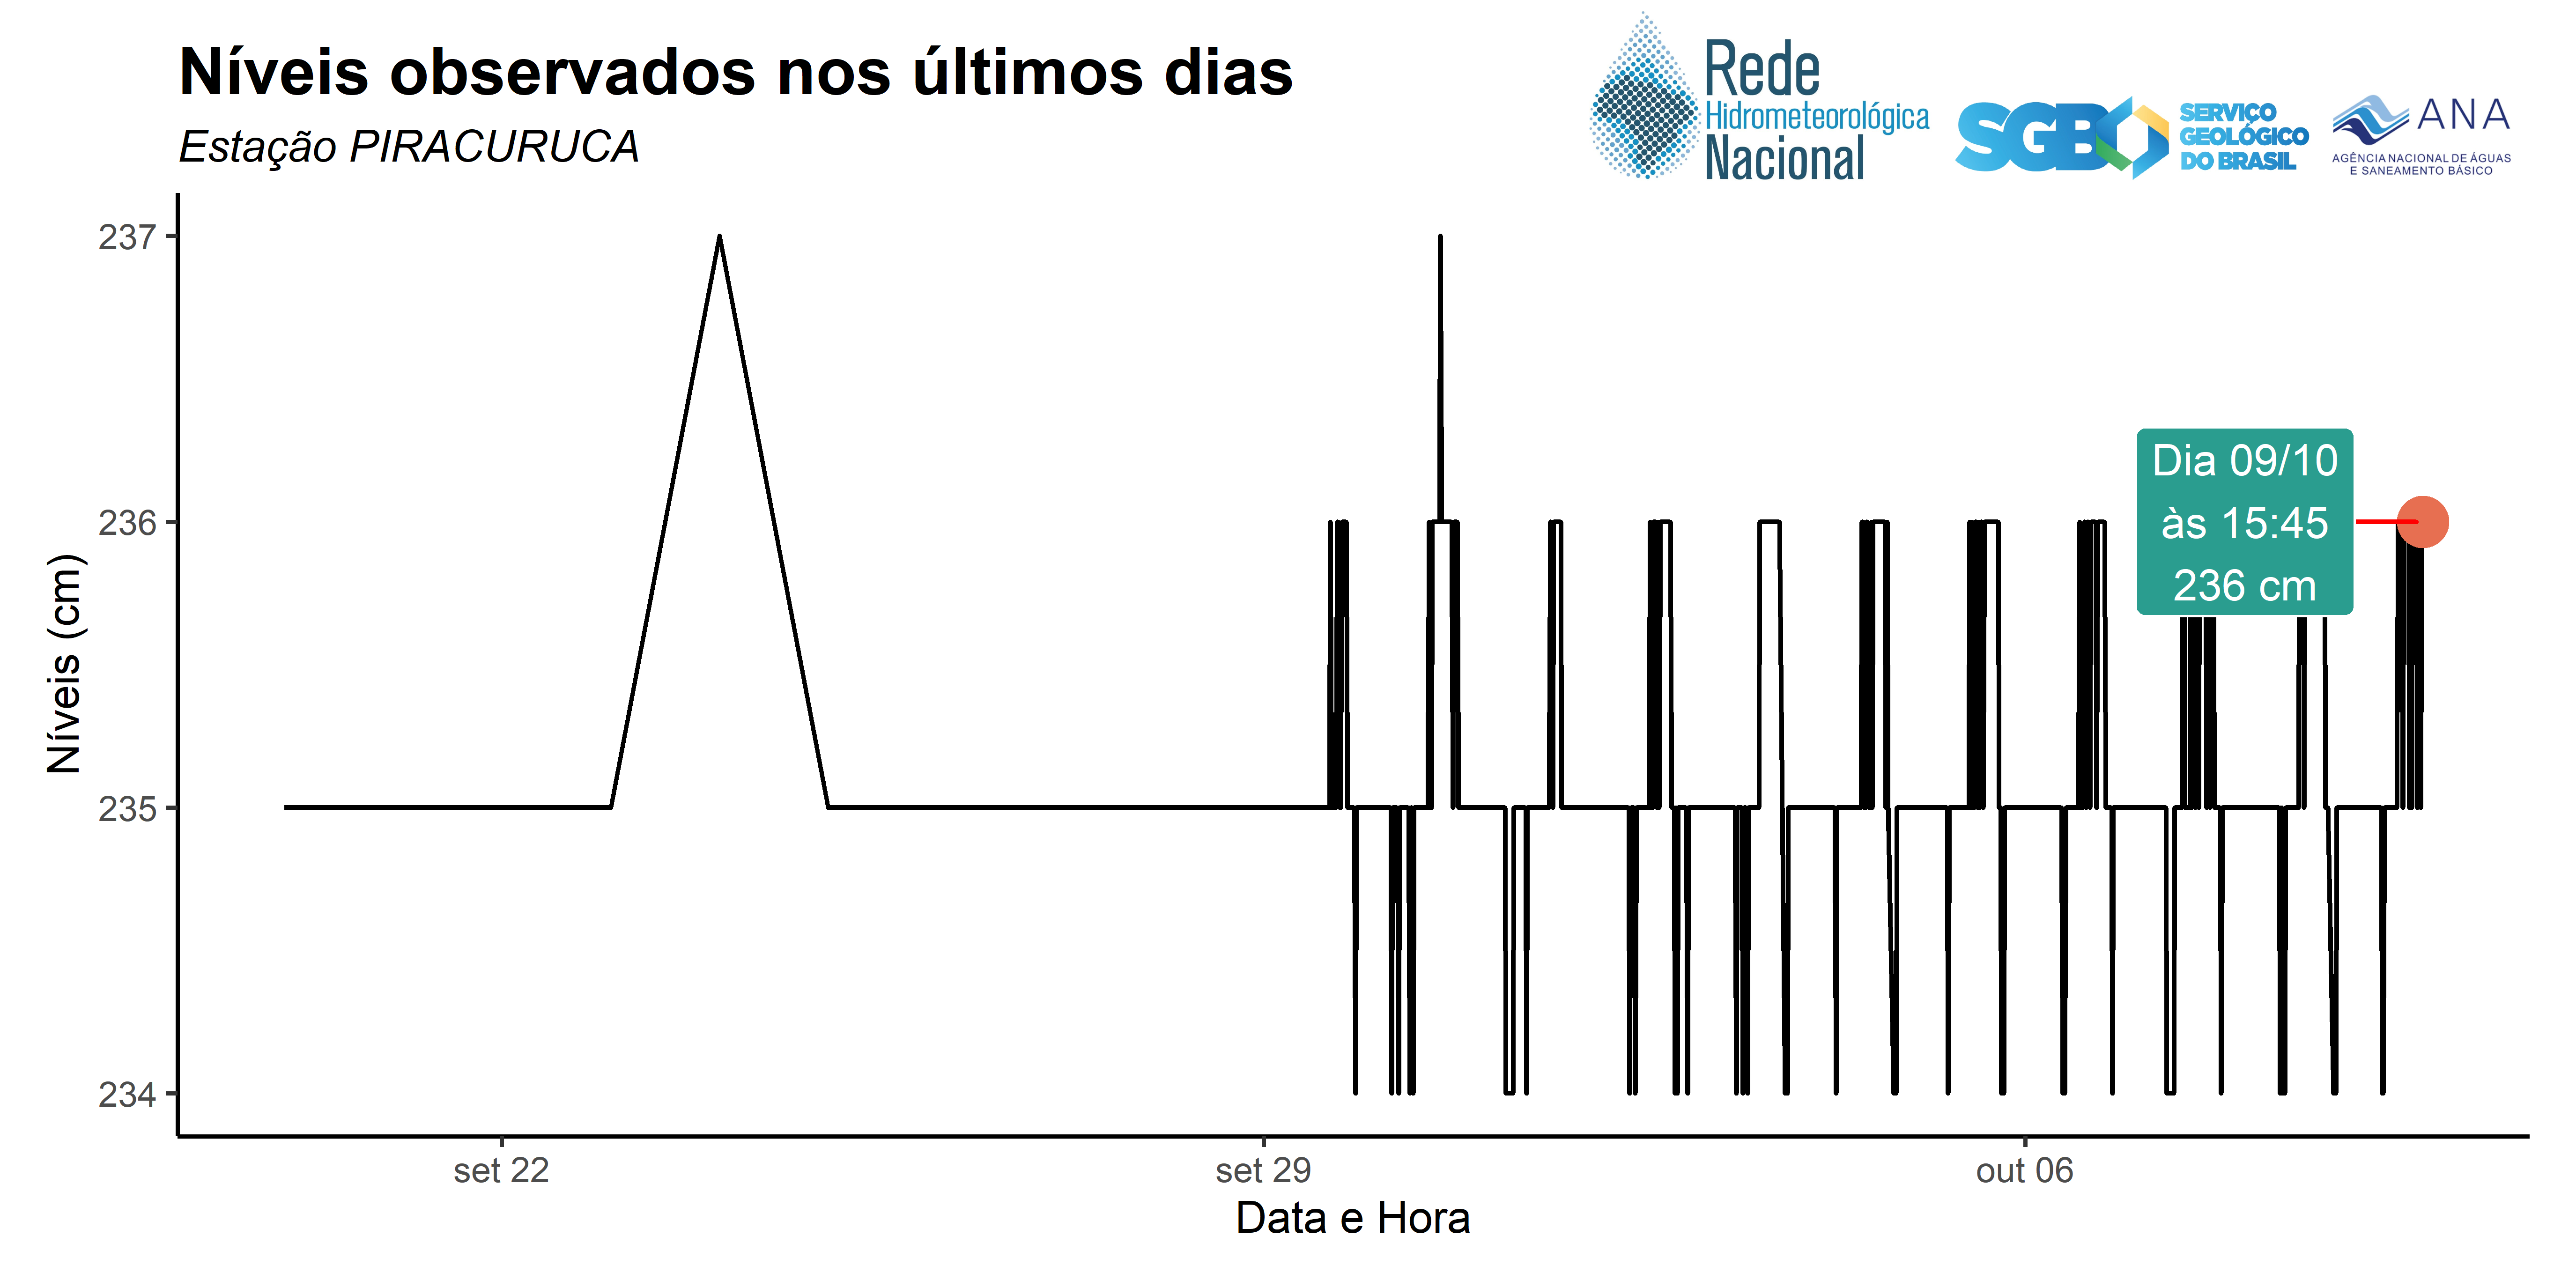 Níveis observados nos últimos dias
Estação PIRACURUCA
Rede
Hidrometeorológica
Nacional
SGB
SERVIÇO
GEOLÓGICO
DO BRASIL
ANA
AGÊNCIA NACIONAL DE ÁGUAS
E SANEAMENTO BÁSICO
237
236
235
234
Níveis (cm)
Dia 09/10
às 15:45
236 cm
set 22
set 29
out 06
Data e Hora